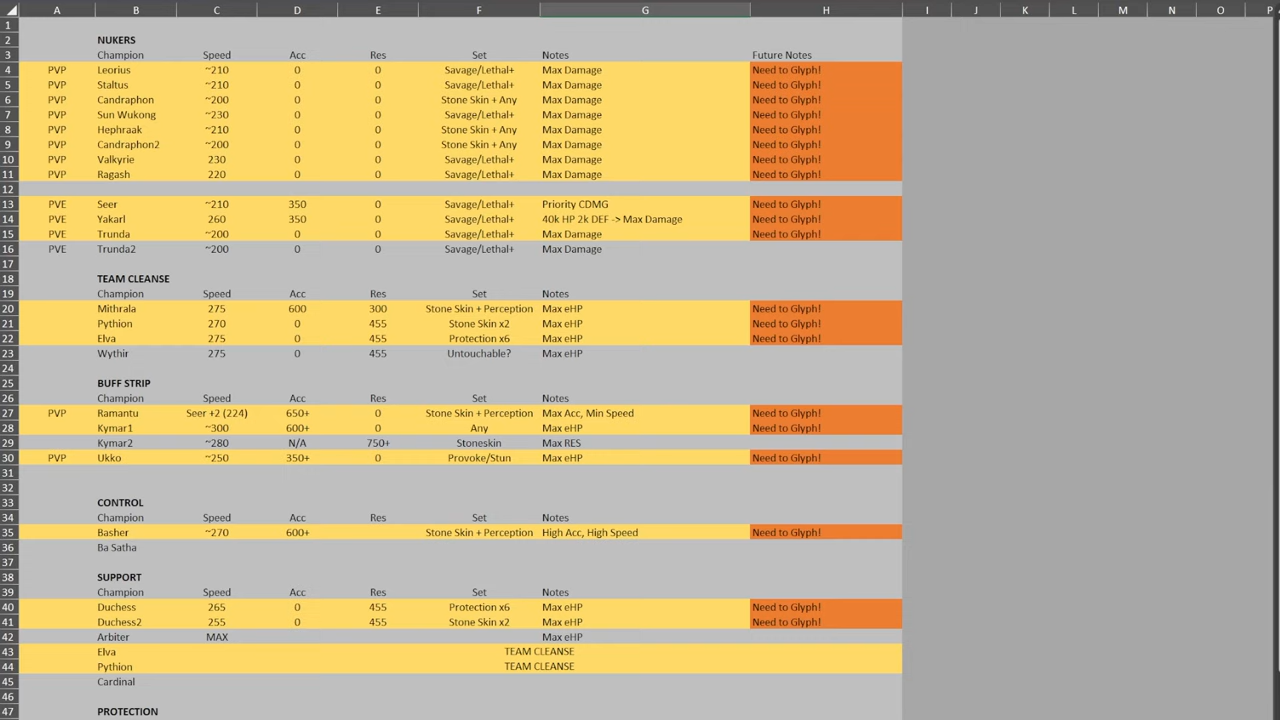 A B C D E F G H I J K L M N O P
1
2 NUKERS
3 Champion Speed Acc Res Set Notes Future Notes
4 PVP Leorius ~210 0 0 Savage/Lethal+ Max Damage Need to Glyph!
5 PVP Staltus ~210 0 0 Savage/Lethal+ Max Damage Need to Glyph!
6 PVP Candraphon ~200 0 0 Stone Skin + Any Max Damage Need to Glyph!
7 PVP Sun Wukong ~230 0 0 Savage/Lethal+ Max Damage Need to Glyph!
8 PVP Hephraak ~210 0 0 Stone Skin + Any Max Damage Need to Glyph!
9 PVP Candraphon2 ~200 0 0 Stone Skin + Any Max Damage Need to Glyph!
10 PVP Valkyrie 230 0 0 Savage/Lethal+ Max Damage Need to Glyph!
11 PVP Ragash 220 0 0 Savage/Lethal+ Max Damage Need to Glyph!
12
13 PVE Seer ~210 350 0 Savage/Lethal+ Priority CDMG Need to Glyph!
14 PVE Yakarl 260 350 0 Savage/Lethal+ 40k HP 2k DEF -> Max Damage Need to Glyph!
15 PVE Trunda ~200 0 0 Savage/Lethal+ Max Damage Need to Glyph!
16 PVE Trunda2 ~200 0 0 Savage/Lethal+ Max Damage
17
18 TEAM CLEANSE
19 Champion Speed Acc Res Set Notes
20 Mithrala 275 600 300 Stone Skin + Perception Max eHP Need to Glyph!
21 Pythion 270 0 455 Stone Skin x2 Max eHP Need to Glyph!
22 Elva 275 0 455 Protection x6 Max eHP Need to Glyph!
23 Wythir 275 0 455 Untouchable? Max eHP
24
25 BUFF STRIP
26 Champion Speed Acc Res Set Notes
27 PVP Ramantu Seer +2 (224) 650+ 0 Stone Skin + Perception Max Acc, Min Speed Need to Glyph!
28 Kymar1 ~300 600+ 0 Any Max eHP Need to Glyph!
29 Kymar2 ~280 N/A 750+ Stoneskin Max RES
30 PVP Ukko ~250 350+ 0 Provoke/Stun Max eHP Need to Glyph!
31
32
33 CONTROL
34 Champion Speed Acc Res Set Notes
35 Basher ~270 600+ Stone Skin + Perception High Acc, High Speed Need to Glyph!
36 Ba Satha
37
38 SUPPORT
39 Champion Speed Acc Res Set Notes
40 Duchess 265 0 455 Protection x6 Max eHP Need to Glyph!
41 Duchess2 255 0 455 Stone Skin x2 Max eHP Need to Glyph!
42 Arbiter MAX Max eHP
43 Elva TEAM CLEANSE
44 Pythion TEAM CLEANSE
45 Cardinal
46
47 PROTECTION